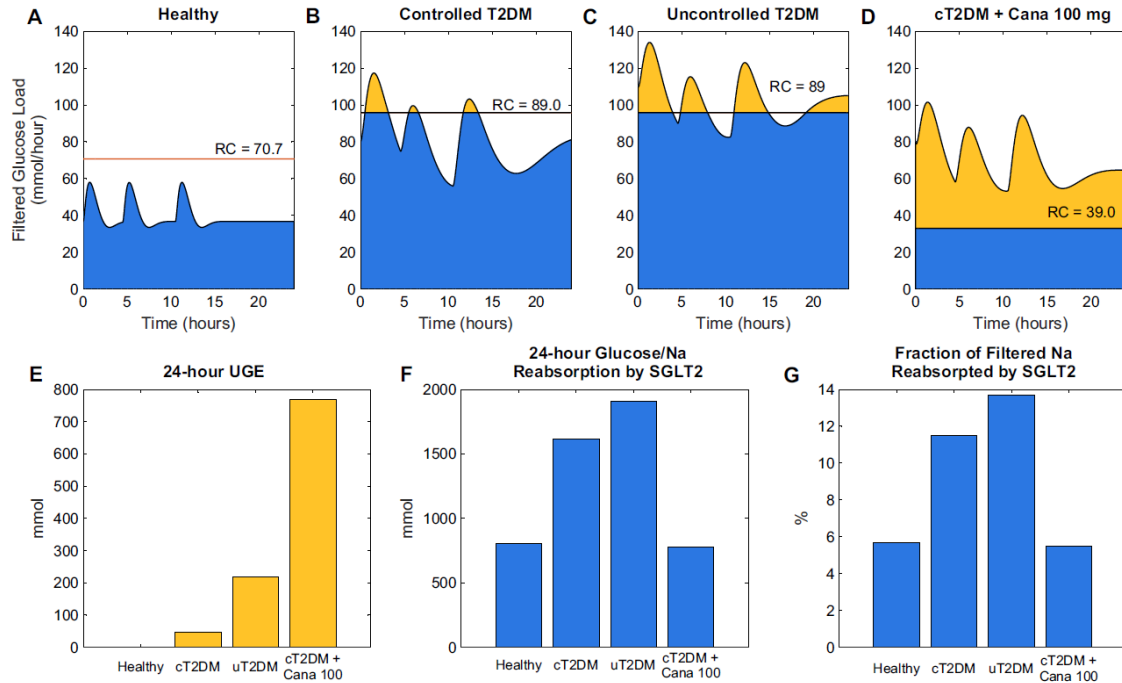 A Healthy
Filtered Glucose Load
(mmol/hour)
140
120
100
80
60
40
20
0
RC = 70.7
0 5 10 15 20
Time (hours)
B Controlled T2DM
140
120
100
80
60
40
20
0
RC = 89.0
0 5 10 15 20
Time (hours)
C Uncontrolled T2DM
140
120
100
80
60
40
20
0
RC = 89
0 5 10 15 20
Time (hours)
D cT2DM + Cana 100 mg
140
120
100
80
60
40
20
0
RC = 39.0
0 5 10 15 20
Time (hours)
E 24-hour UGE
mmol
800
700
600
500
400
300
200
100
0
Healthy cT2DM uT2DM cT2DM +
Cana 100
F 24-hour Glucose/Na
Reabsorption by SGLT2
mmol
2000
1500
1000
500
0
Healthy cT2DM uT2DM cT2DM +
Cana 100
G Fraction of Filtered Na
Reabsorpted by SGLT2
%
14
12
10
8
6
4
2
0
Healthy cT2DM uT2DM cT2DM +
Cana 100